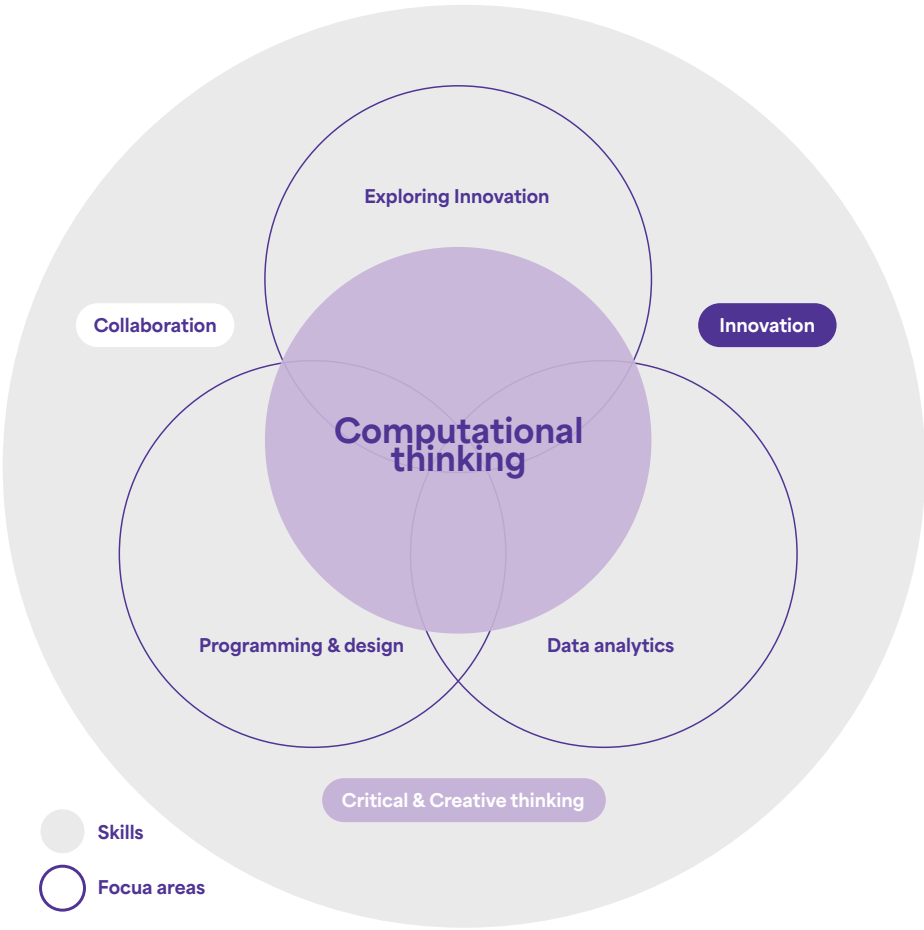 Exploring Innovation
Collaboration
Innovation
Computational
thinking
Programming & design
Data analytics
Critical & Creative thinking
Skills
Focua areas